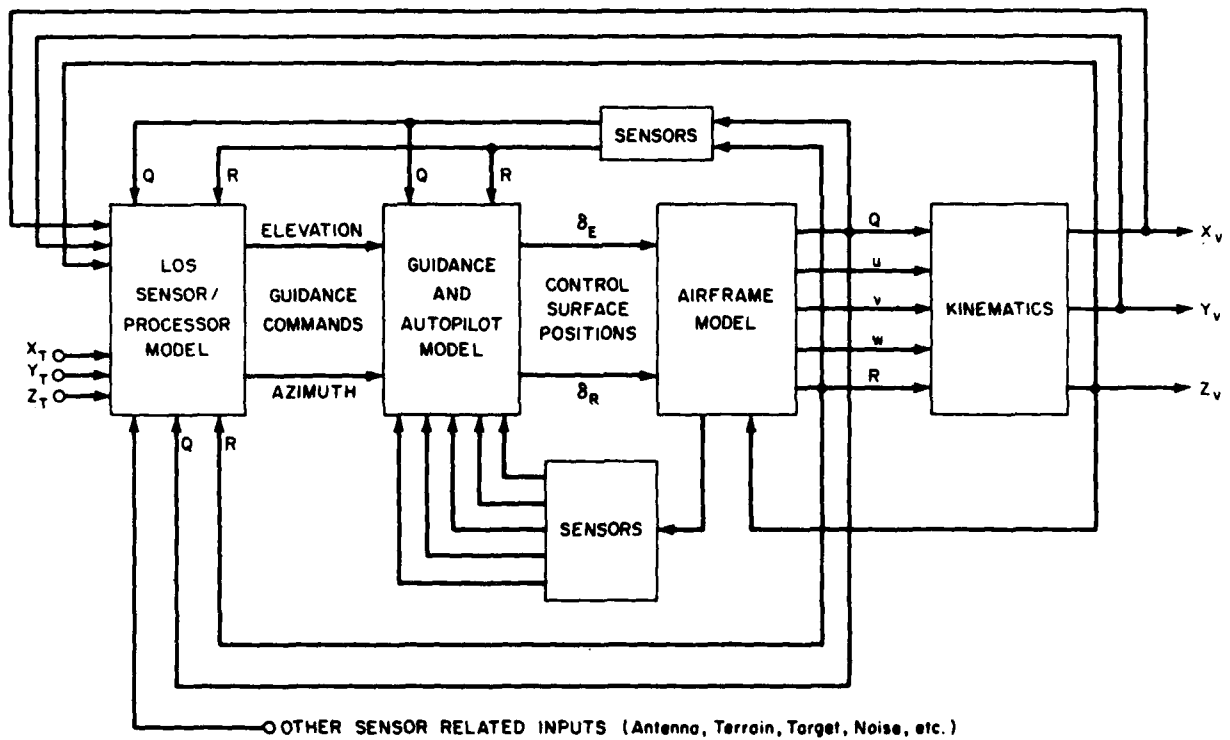 SENSORS
Q
R
Q
R
LOS
SENSOR/
PROCESSOR
MODEL
ELEVATION
GUIDANCE
COMMANDS
AZIMUTH
GUIDANCE
AND
AUTOPILOT
MODEL
δE
CONTROL
SURFACE
POSITIONS
δR
AIRFRAME
MODEL
Q
u
v
w
R
KINEMATICS
Xv
Yv
Zv
XT
YT
ZT
Q
R
SENSORS
OTHER SENSOR RELATED INPUTS (Antenna, Terrain, Target, Noise, etc.)